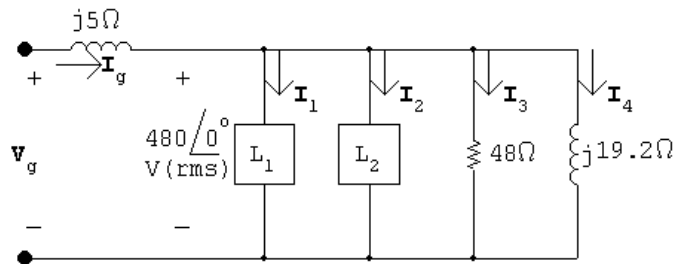 j5Ω
+
I_g
+
I_1
I_2
I_3
I_4
480/0°
V(rms)
V_g
L_1
L_2
48Ω
j19.2Ω
−
−